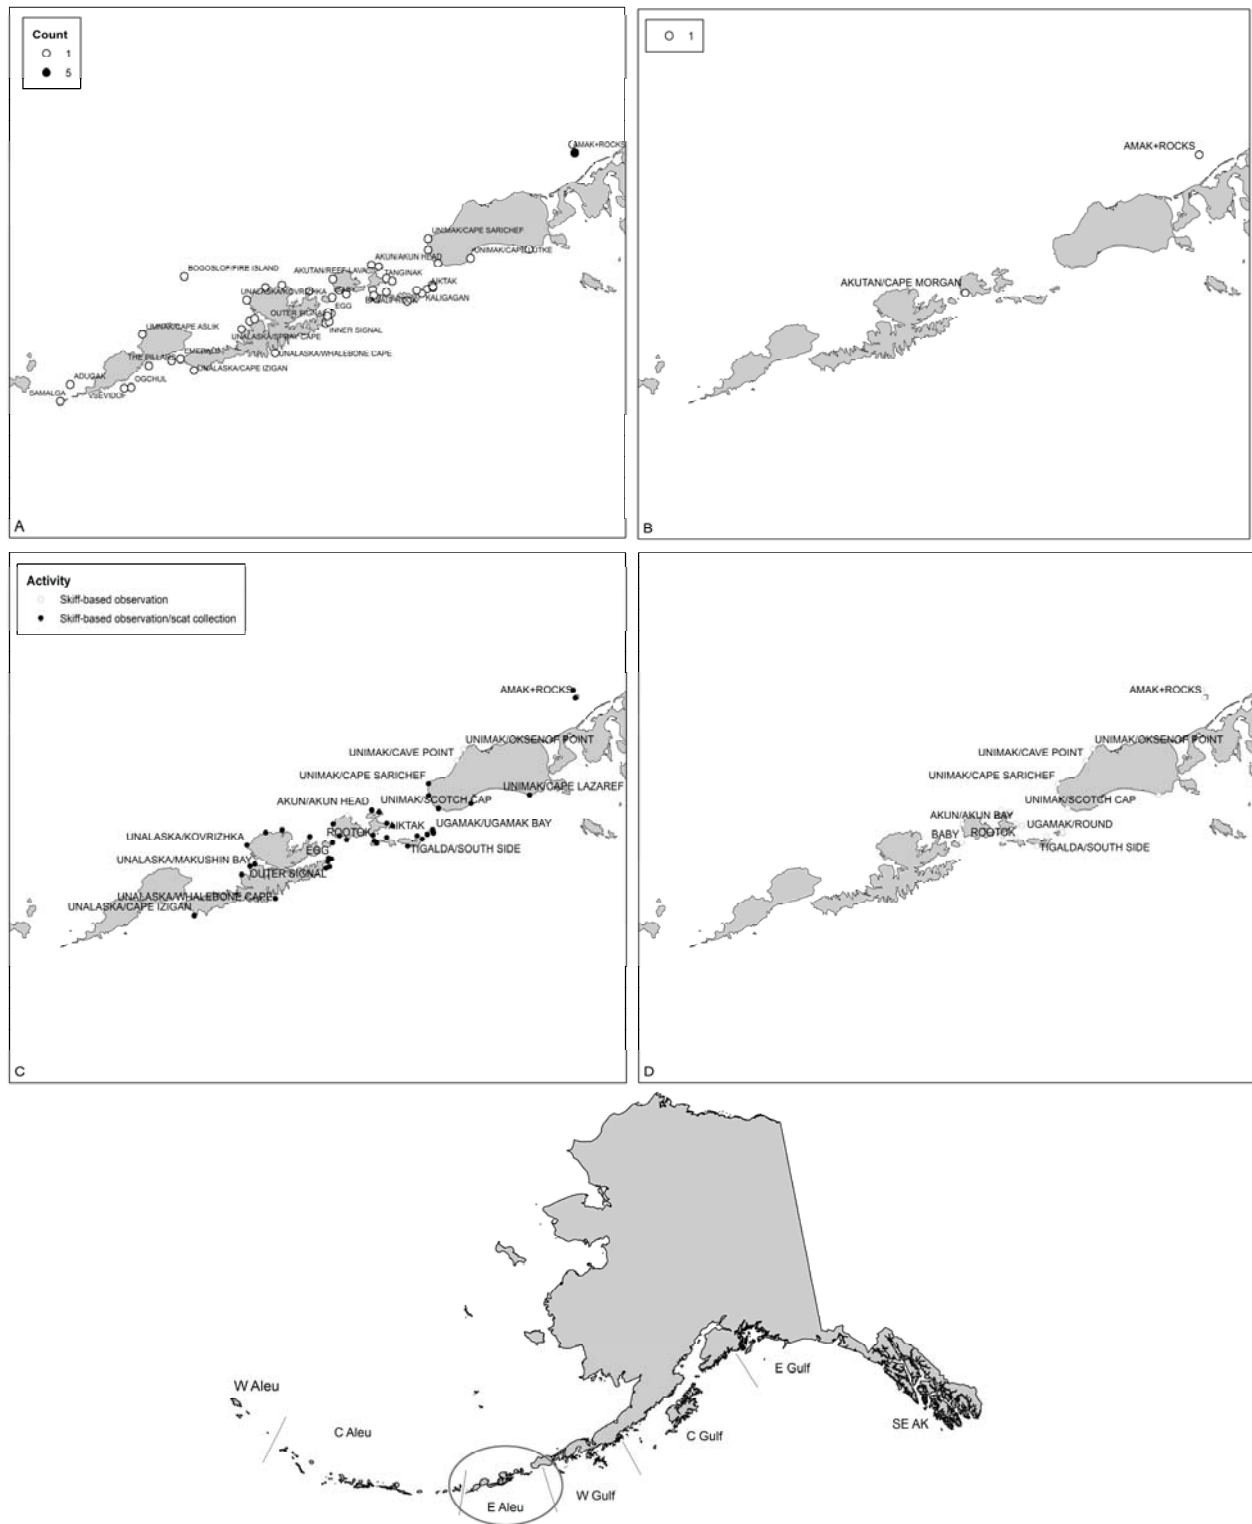 Count
1
5
AMAK+ROCKS
UNIMAK/CAPE SARICHEF
AKUN/AKUN HEAD
BOGOSLOF/FIRE ISLAND
AKUTAN/REEF-LAVA
TANGINAK
AIKTAK
UNALASKA/KOVRIZHKA
KALIGAGAN
EGG
OUTER SIGNAL
INNER SIGNAL
UMNAK/CAPE ASLIK
UNALASKA/SPRAY CAPE
THE PILLARS
UNALASKA/WHALEBONE CAPE
UNALASKA/CAPE IZIGAN
ADUGAK
OGCHUL
SAMALGA
VSEVIDOF
A
1
AMAK+ROCKS
AKUTAN/CAPE MORGAN
B
Activity
Skiff-based observation
Skiff-based observation/scat collection
AMAK+ROCKS
UNIMAK/OKSENOF POINT
UNIMAK/CAVE POINT
UNIMAK/CAPE SARICHEF
UNIMAK/CAPE LAZAREF
AKUN/AKUN HEAD
UNIMAK/SCOTCH CAP
AIKTAK
UGAMAK/UGAMAK BAY
UNALASKA/KOVRIZHKA
ROOTOK
EGG
TIGALDA/SOUTH SIDE
UNALASKA/MAKUSHIN BAY
OUTER SIGNAL
UNALASKA/WHALEBONE CAPE
UNALASKA/CAPE IZIGAN
C
AMAK+ROCKS
UNIMAK/OKSENOF POINT
UNIMAK/CAVE POINT
UNIMAK/CAPE SARICHEF
UNIMAK/SCOTCH CAP
AKUN/AKUN BAY
UGAMAK/ROUND
BABY
ROOTOK
TIGALDA/SOUTH SIDE
D
E Gulf
W Aleu
SE AK
C Aleu
C Gulf
W Gulf
E Aleu